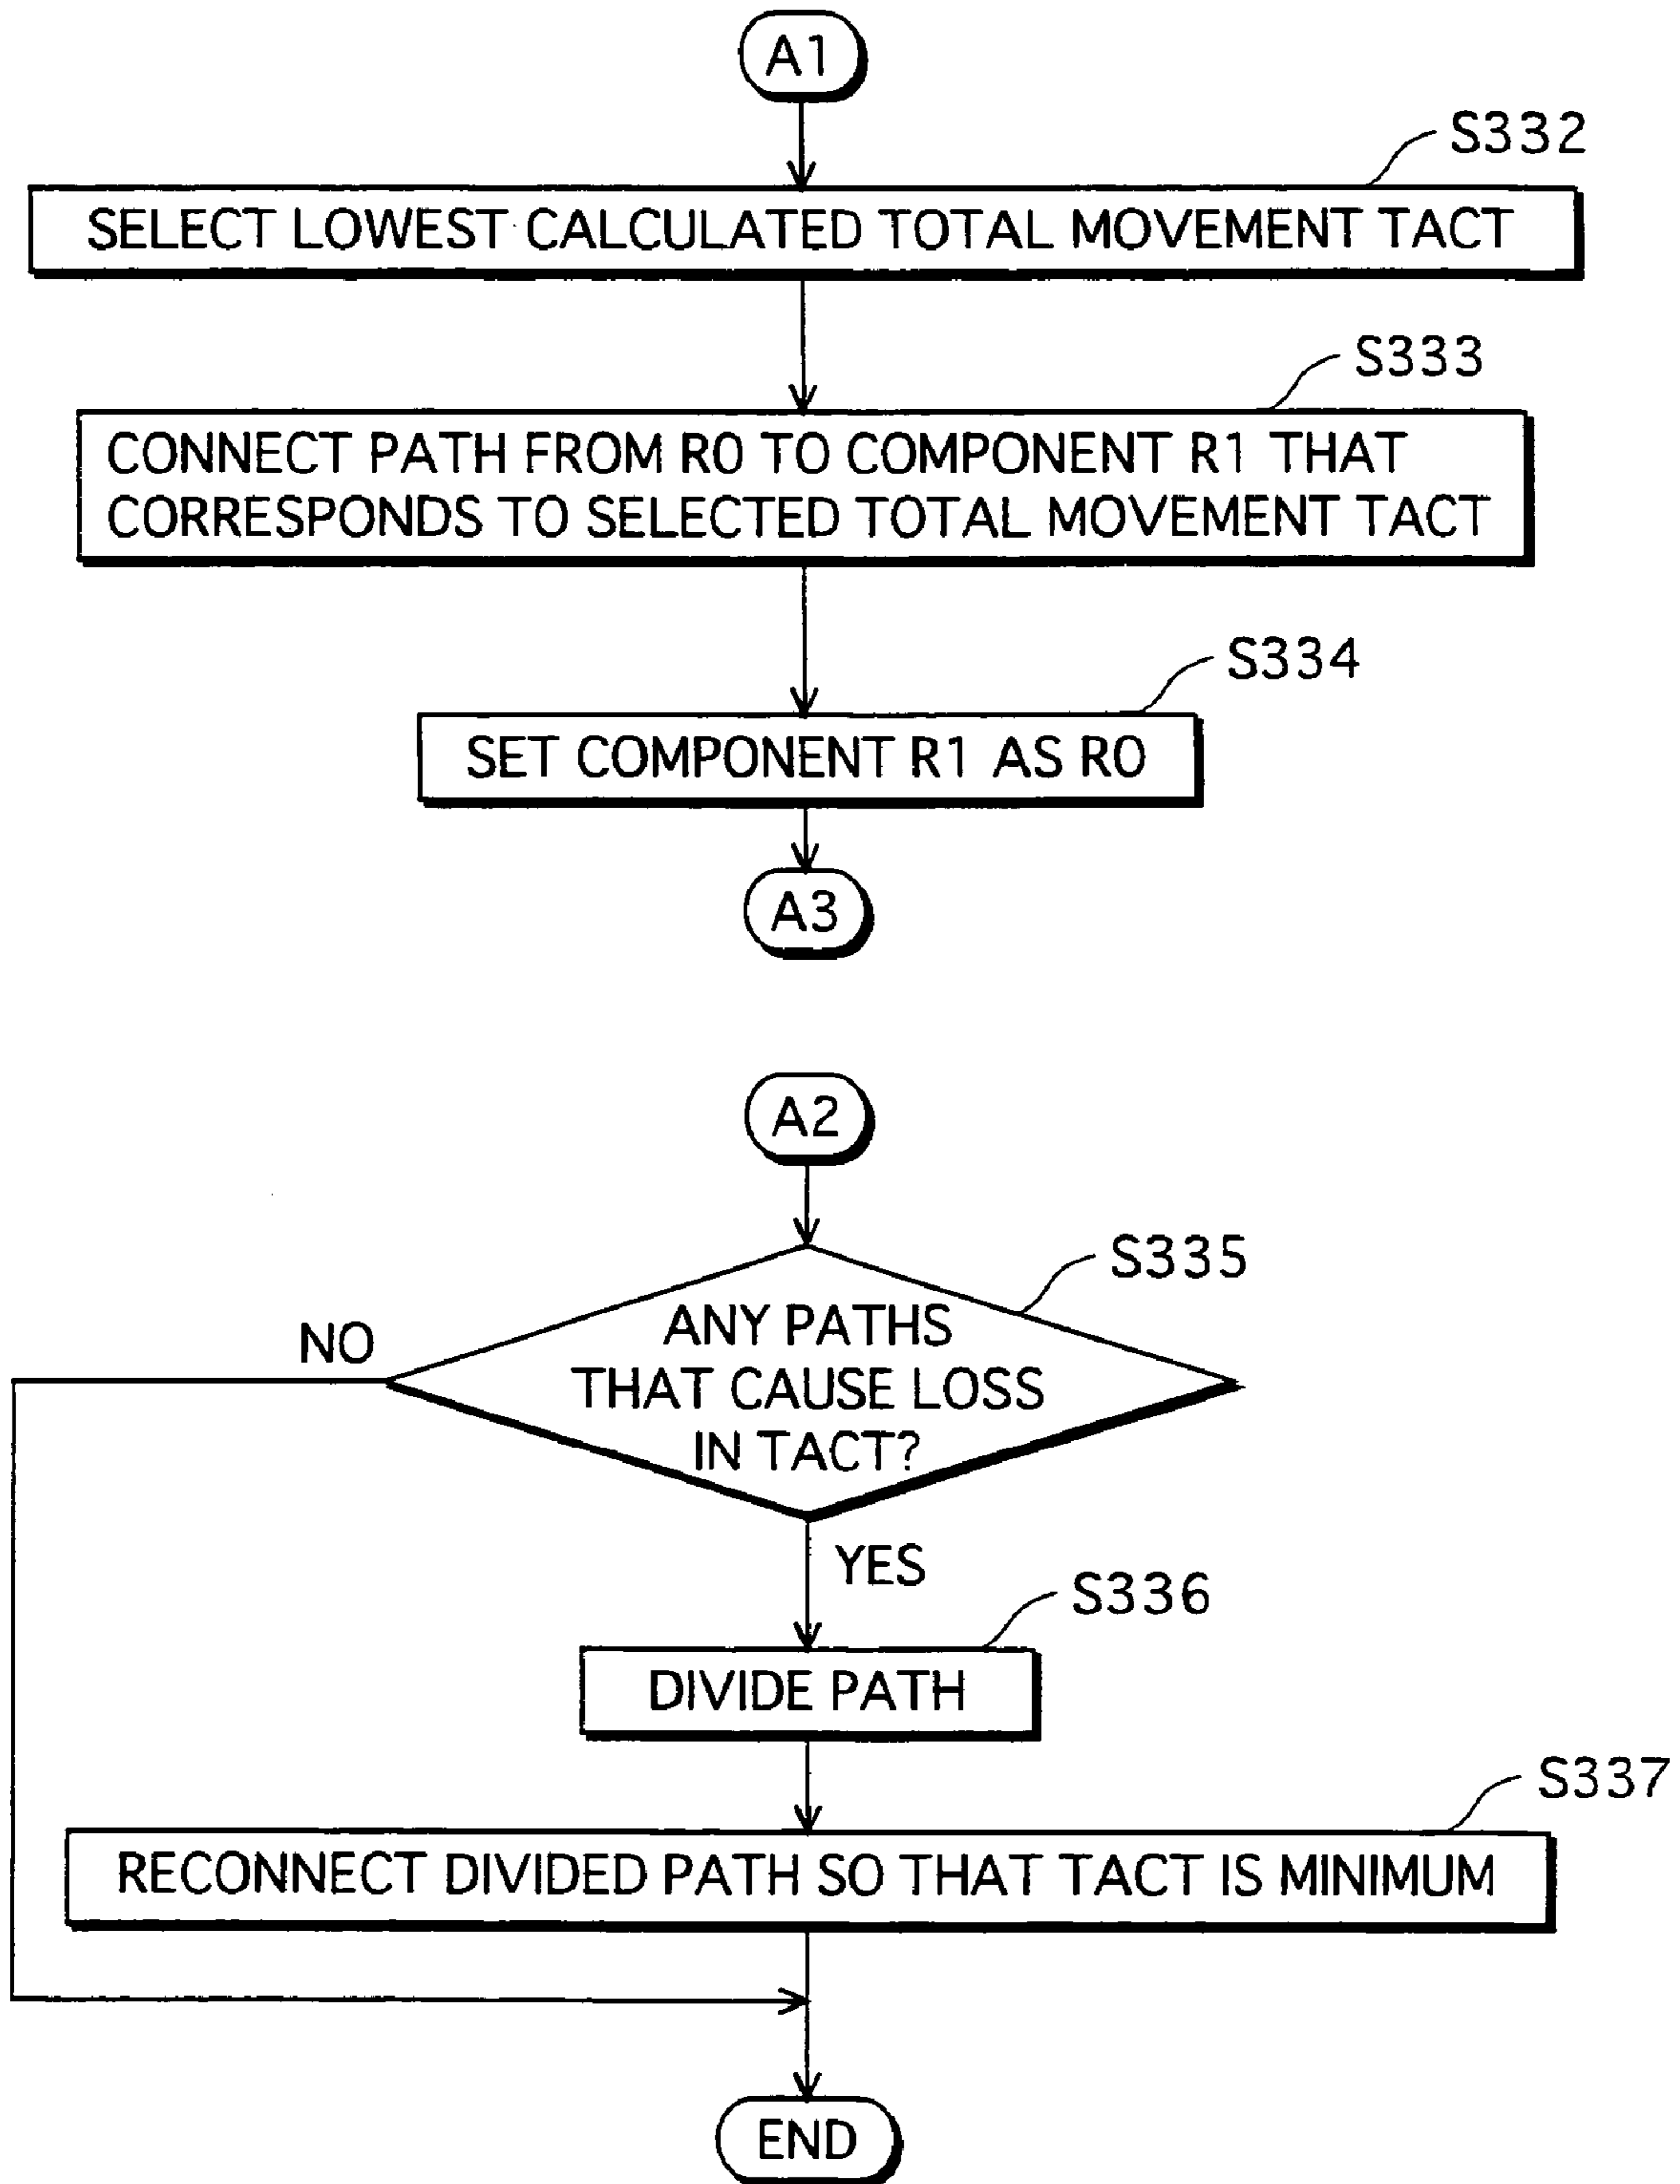 A1
S332
SELECT LOWEST CALCULATED TOTAL MOVEMENT TACT
S333
CONNECT PATH FROM R0 TO COMPONENT R1 THAT
CORRESPONDS TO SELECTED TOTAL MOVEMENT TACT
S334
SET COMPONENT R1 AS R0
A3
A2
S335
ANY PATHS
THAT CAUSE LOSS
IN TACT?
NO
YES
S336
DIVIDE PATH
S337
RECONNECT DIVIDED PATH SO THAT TACT IS MINIMUM
END